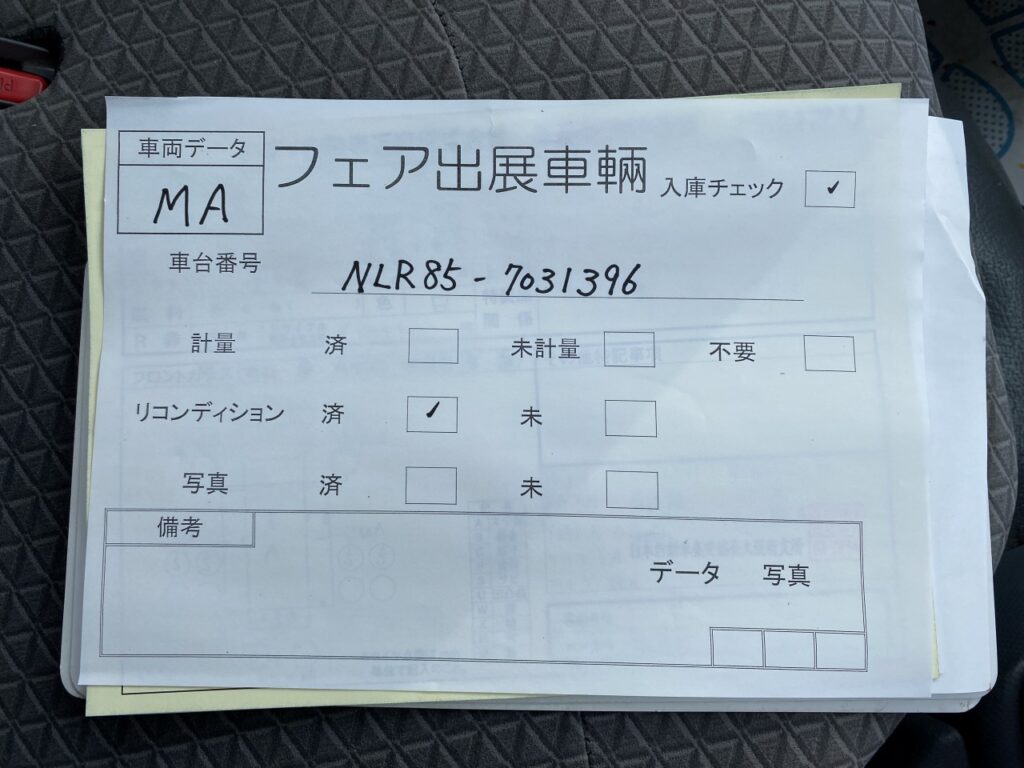 車両データ
MA
フェア出展車輌
入庫チェック ✓
車台番号 NLR85-7031396
計量 済 未計量 不要
リコンディション 済 ✓ 未
写真 済 未
備考
データ 写真